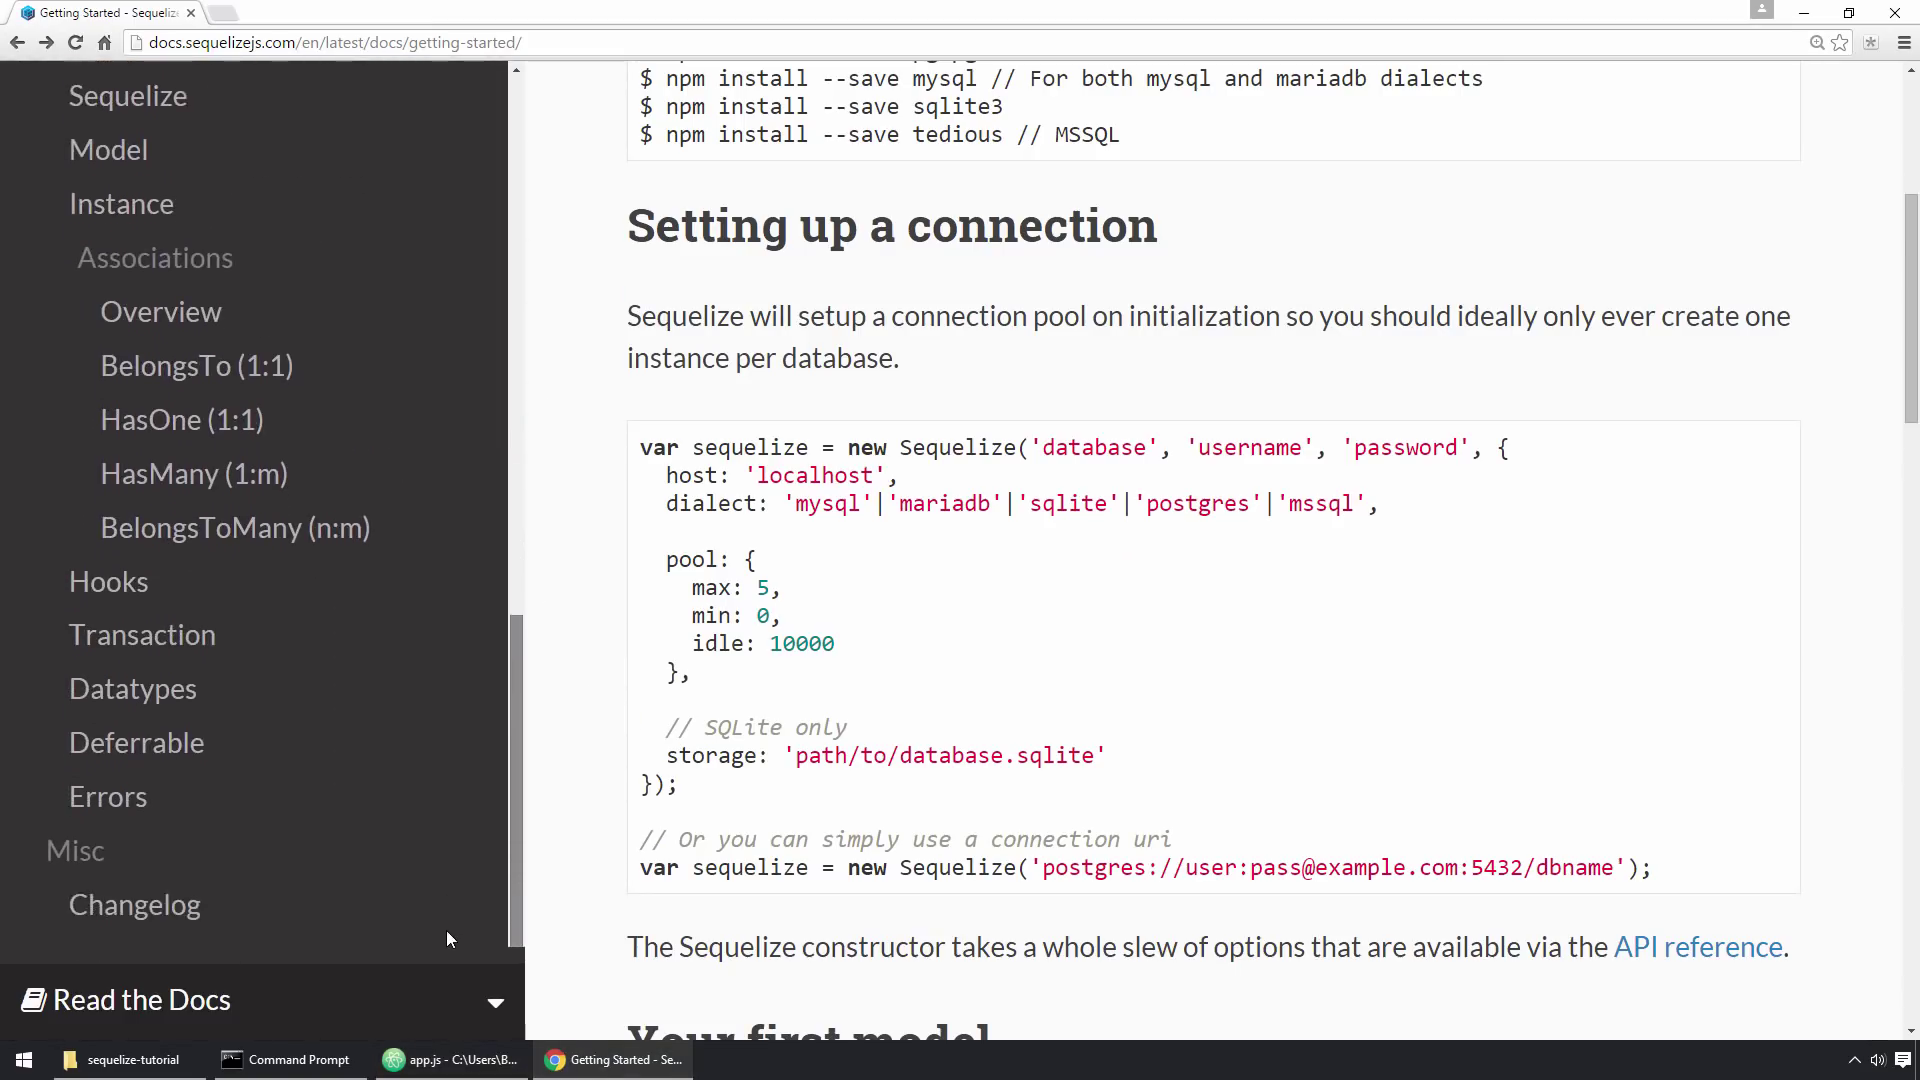 Getting Started - Sequeliz
docs.sequelizejs.com/en/latest/docs/getting-started/
Sequelize
Model
Instance
Associations
Overview
BelongsTo (1:1)
HasOne (1:1)
HasMany (1:m)
BelongsToMany (n:m)
Hooks
Transaction
Datatypes
Deferrable
Errors
Misc
Changelog
Read the Docs
$ npm install --save mysql // For both mysql and mariadb dialects
$ npm install --save sqlite3
$ npm install --save tedious // MSSQL
Setting up a connection
Sequelize will setup a connection pool on initialization so you should ideally only ever create one
instance per database.
var sequelize = new Sequelize('database', 'username', 'password', {
  host: 'localhost',
  dialect: 'mysql'|'mariadb'|'sqlite'|'postgres'|'mssql',
  pool: {
    max: 5,
    min: 0,
    idle: 10000
  },
  // SQLite only
  storage: 'path/to/database.sqlite'
});
// Or you can simply use a connection uri
var sequelize = new Sequelize('postgres://user:pass@example.com:5432/dbname');
The Sequelize constructor takes a whole slew of options that are available via the API reference.
Your first model
sequelize-tutorial
Command Prompt
app.js - C:\Users\B...
Getting Started - Se...